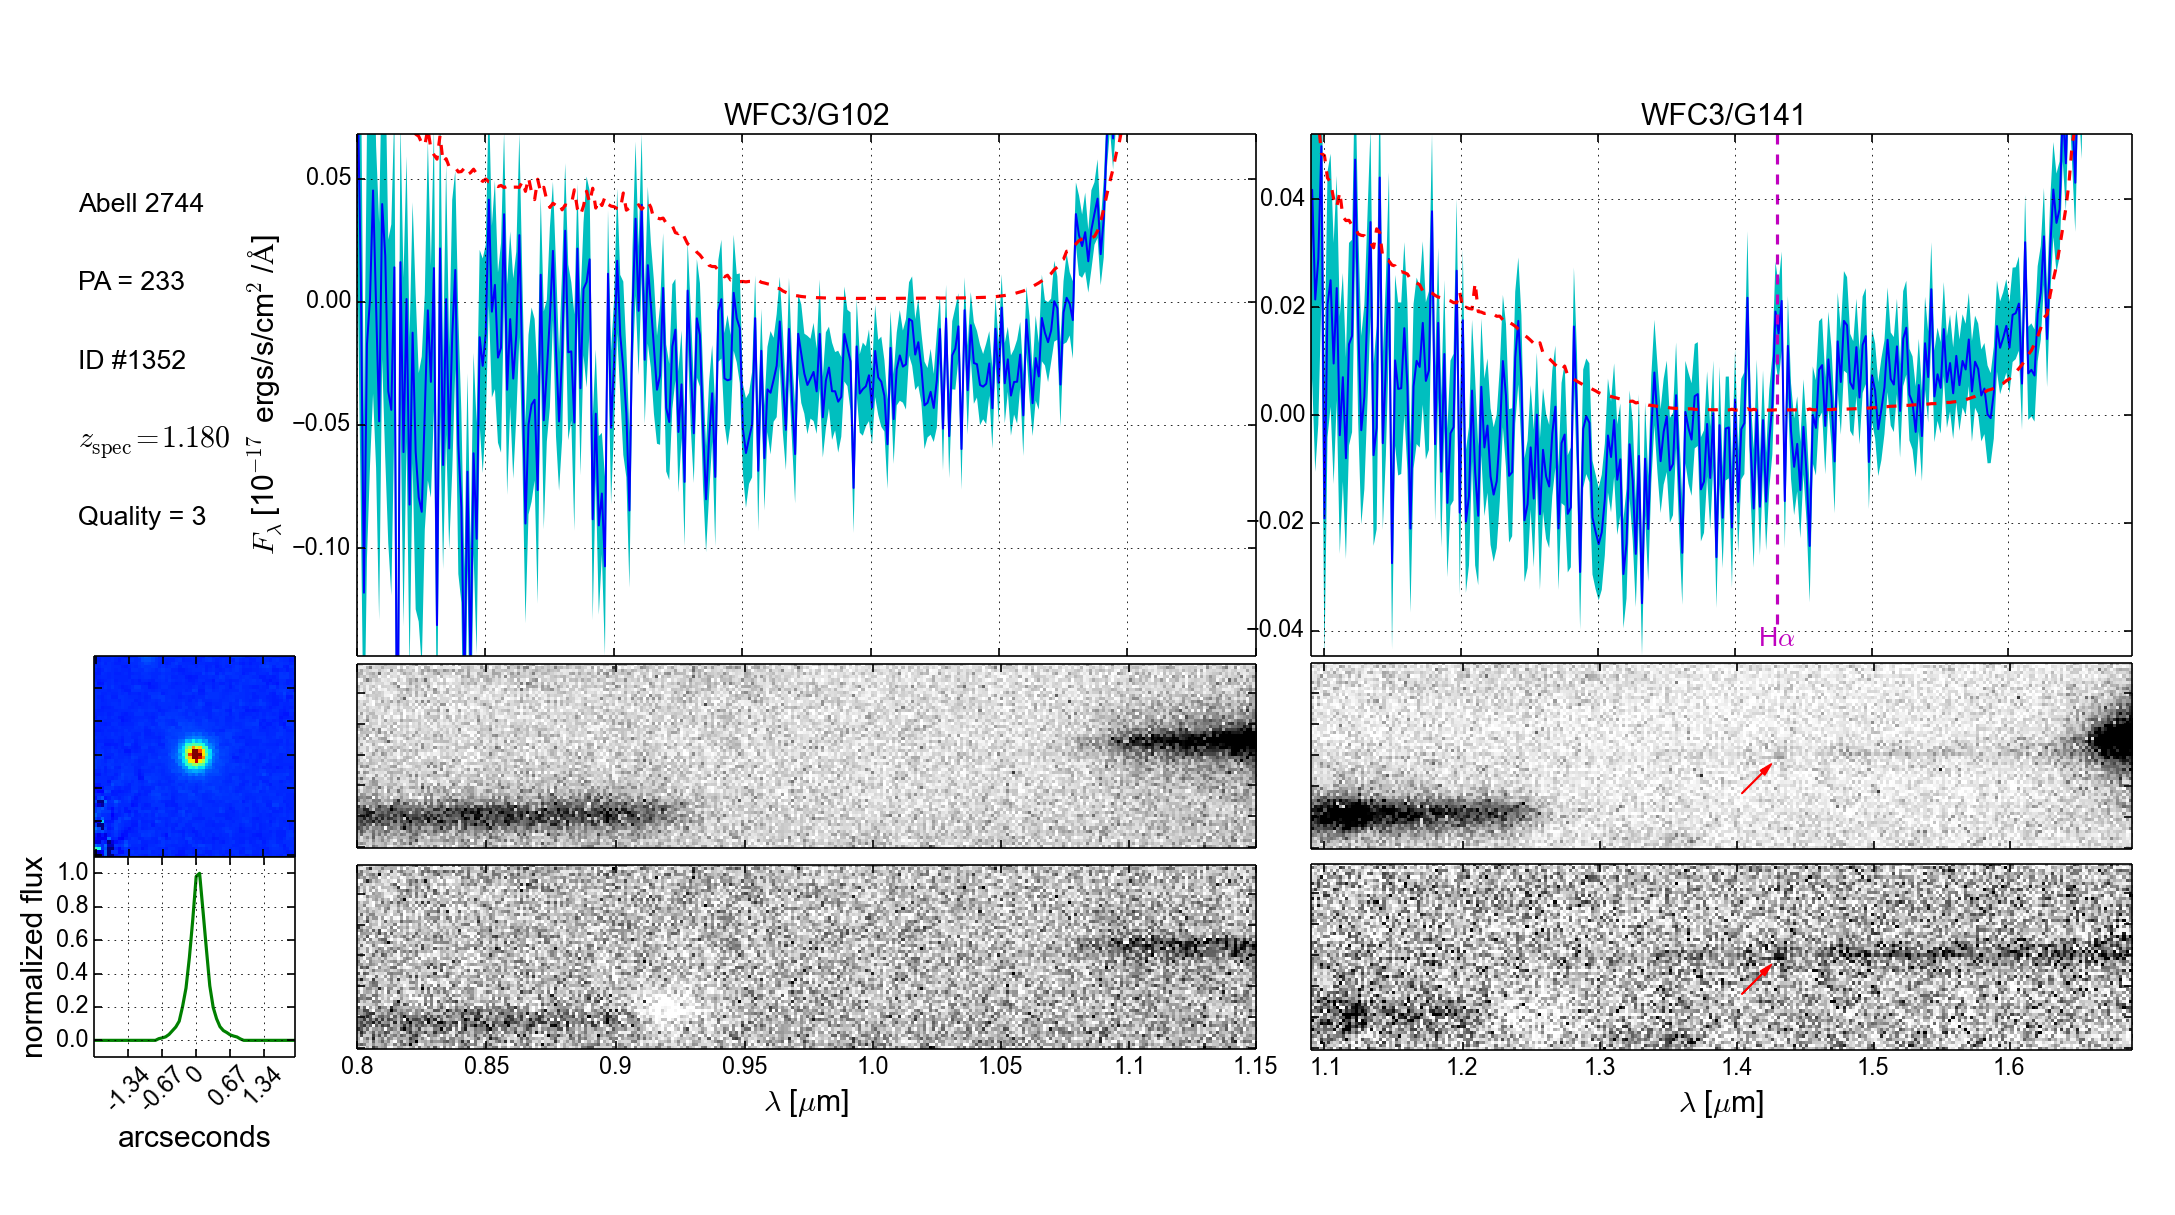 WFC3/G102
WFC3/G141
Abell 2744
PA = 233
ID #1352
z_spec = 1.180
Quality = 3
F_λ [10^−17 ergs/s/cm^2 /Å]
0.05
0.00
−0.05
−0.10
0.04
0.02
0.00
−0.02
−0.04
Hα
normalized flux
1.0
0.8
0.6
0.4
0.2
0.0
-1.34 -0.67 0 0.67 1.34
arcseconds
0.8 0.85 0.9 0.95 1.0 1.05 1.1 1.15
λ [μm]
1.1 1.2 1.3 1.4 1.5 1.6
λ [μm]